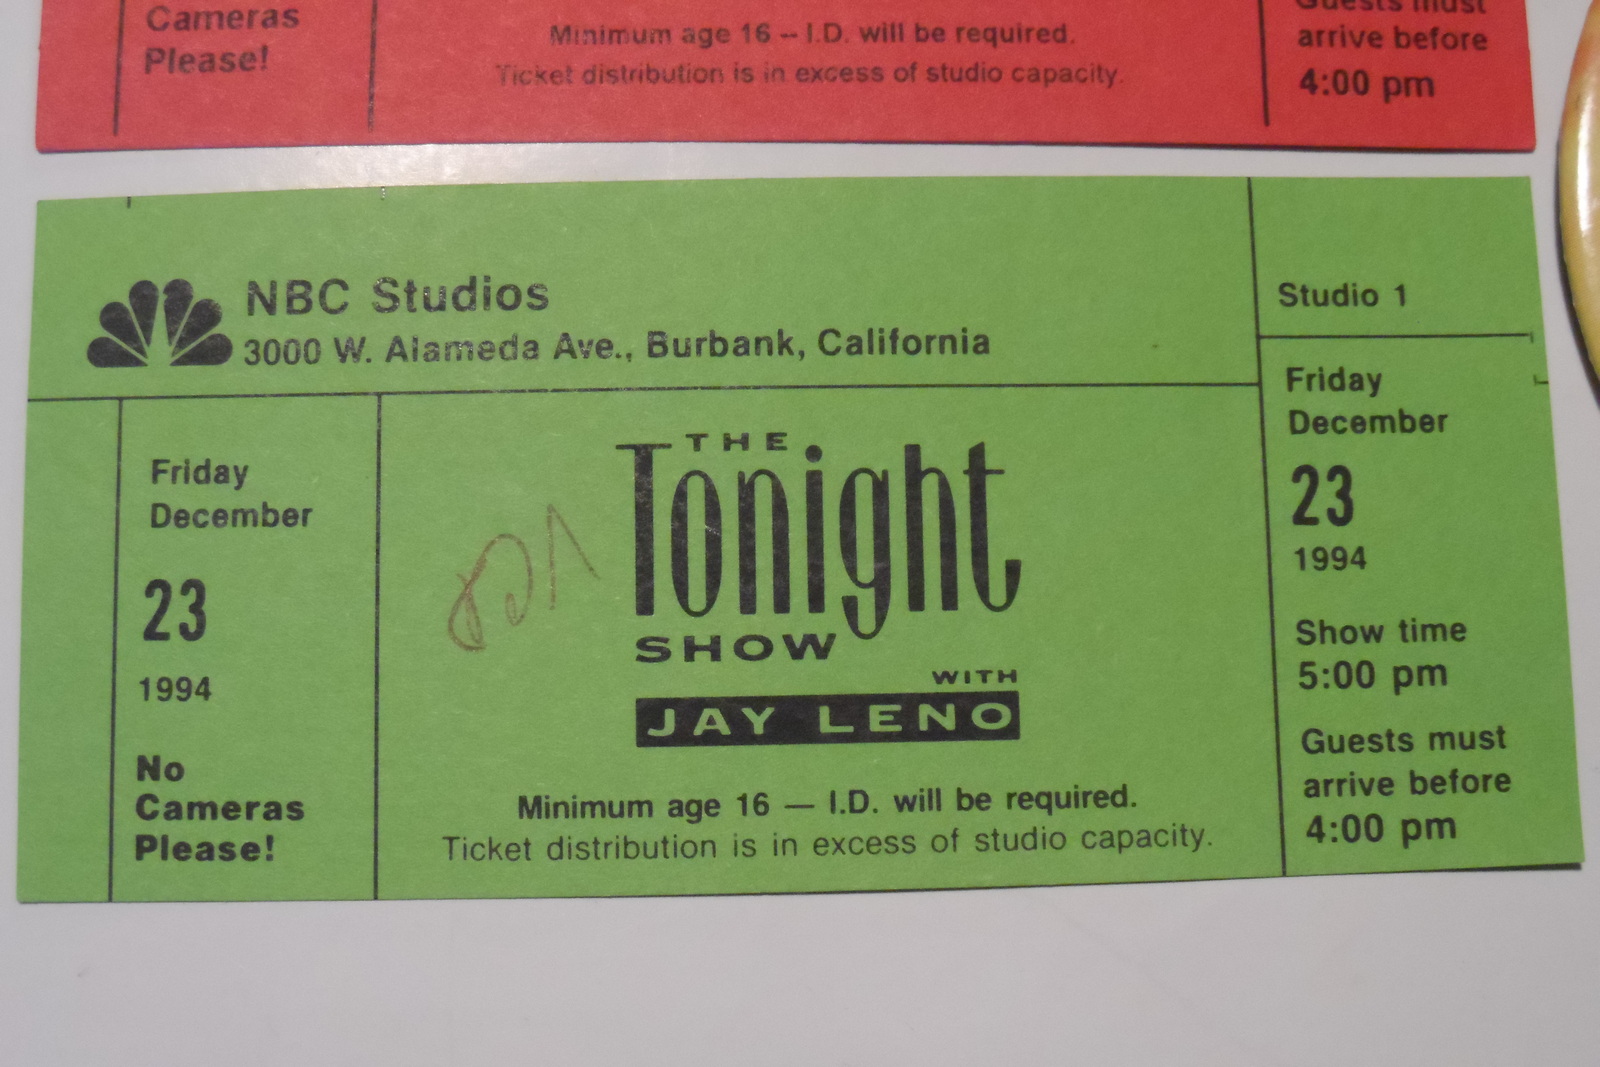 Cameras
Please!
Minimum age 16 -- I.D. will be required.
Ticket distribution is in excess of studio capacity.
Guests must
arrive before
4:00 pm
NBC Studios
3000 W. Alameda Ave., Burbank, California
Studio 1
Friday
December
23
1994
No
Cameras
Please!
THE
Tonight
SHOW
WITH
JAY LENO
Minimum age 16 — I.D. will be required.
Ticket distribution is in excess of studio capacity.
Friday
December
23
1994
Show time
5:00 pm
Guests must
arrive before
4:00 pm